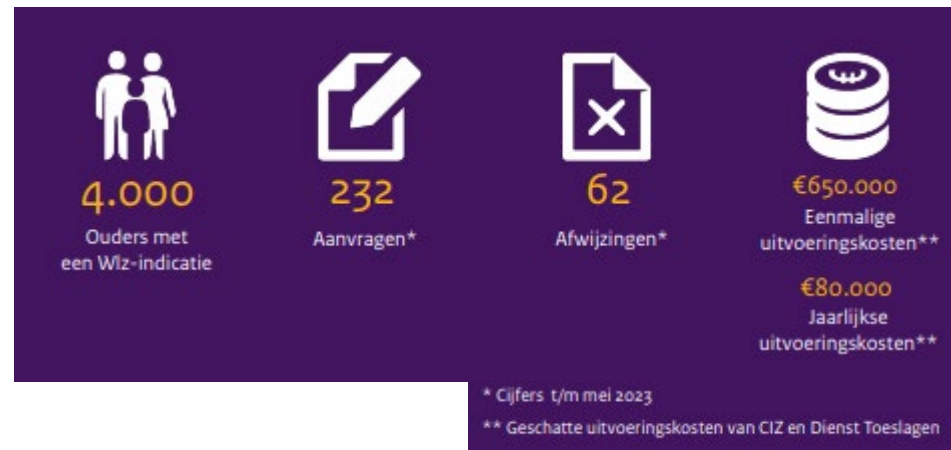 4.000
Ouders met
een Wlz-indicatie
232
Aanvragen*
62
Afwijzingen*
€650.000
Eenmalige
uitvoeringskosten**
€80.000
Jaarlijkse
uitvoeringskosten**
* Cijfers t/m mei 2023
** Geschatte uitvoeringskosten van CIZ en Dienst Toeslagen